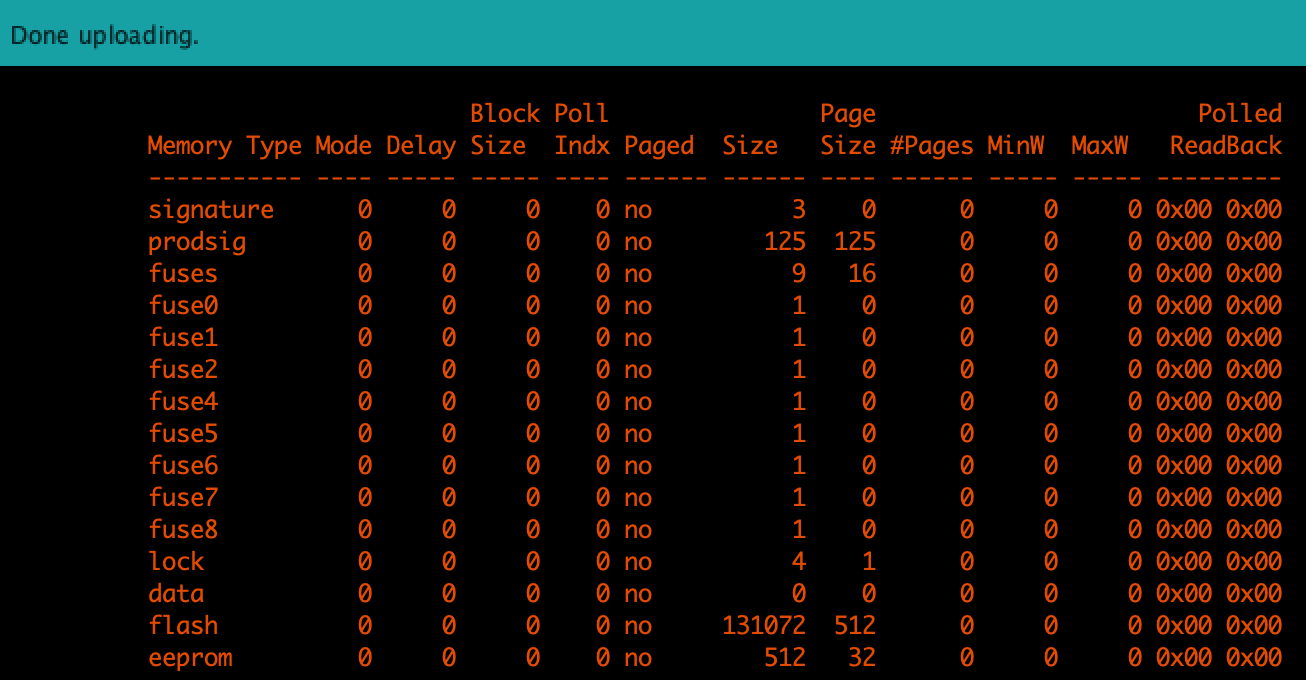 Done uploading.
                       Block Poll               Page                       Polled
Memory Type Mode Delay Size  Indx Paged  Size   Size #Pages MinW  MaxW   ReadBack
----------- ---- ----- ----- ---- ------ ------ ---- ------ ----- ----- ---------
signature      0     0     0    0 no          3    0      0     0     0 0x00 0x00
prodsig        0     0     0    0 no        125  125      0     0     0 0x00 0x00
fuses          0     0     0    0 no          9   16      0     0     0 0x00 0x00
fuse0          0     0     0    0 no          1    0      0     0     0 0x00 0x00
fuse1          0     0     0    0 no          1    0      0     0     0 0x00 0x00
fuse2          0     0     0    0 no          1    0      0     0     0 0x00 0x00
fuse4          0     0     0    0 no          1    0      0     0     0 0x00 0x00
fuse5          0     0     0    0 no          1    0      0     0     0 0x00 0x00
fuse6          0     0     0    0 no          1    0      0     0     0 0x00 0x00
fuse7          0     0     0    0 no          1    0      0     0     0 0x00 0x00
fuse8          0     0     0    0 no          1    0      0     0     0 0x00 0x00
lock           0     0     0    0 no          4    1      0     0     0 0x00 0x00
data           0     0     0    0 no          0    0      0     0     0 0x00 0x00
flash          0     0     0    0 no     131072  512      0     0     0 0x00 0x00
eeprom         0     0     0    0 no        512   32      0     0     0 0x00 0x00